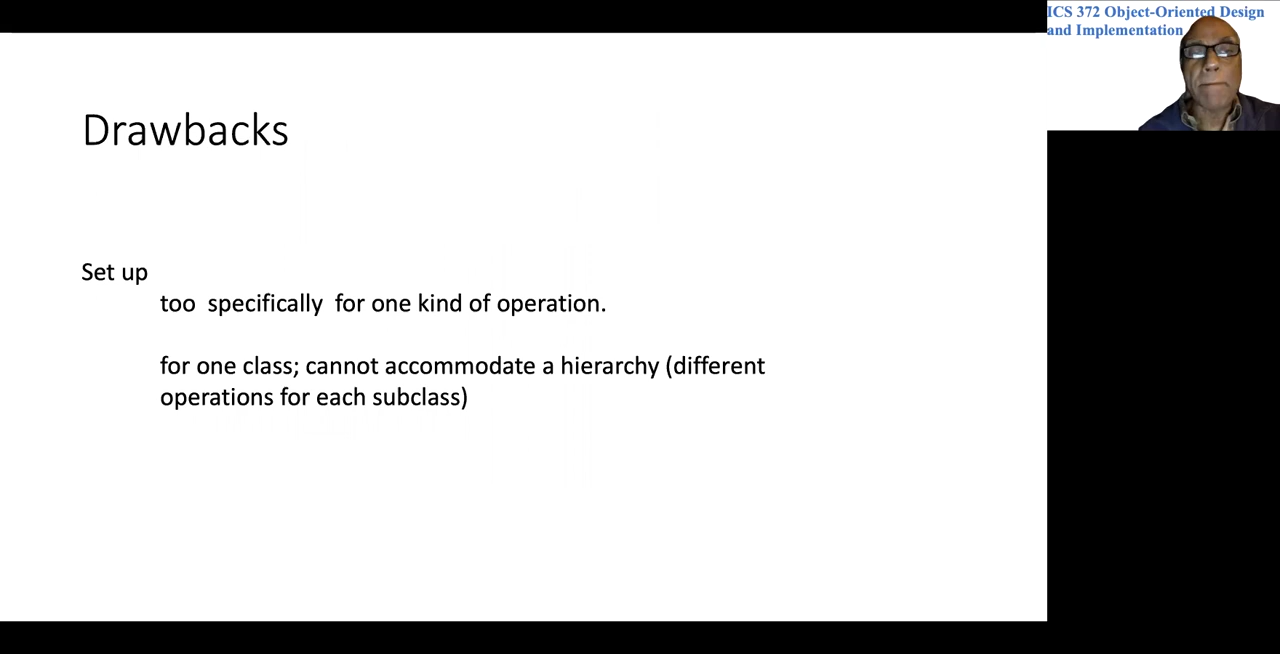 ICS 372 Object-Oriented Design
and Implementation
Drawbacks
Set up
too specifically for one kind of operation.
for one class; cannot accommodate a hierarchy (different
operations for each subclass)